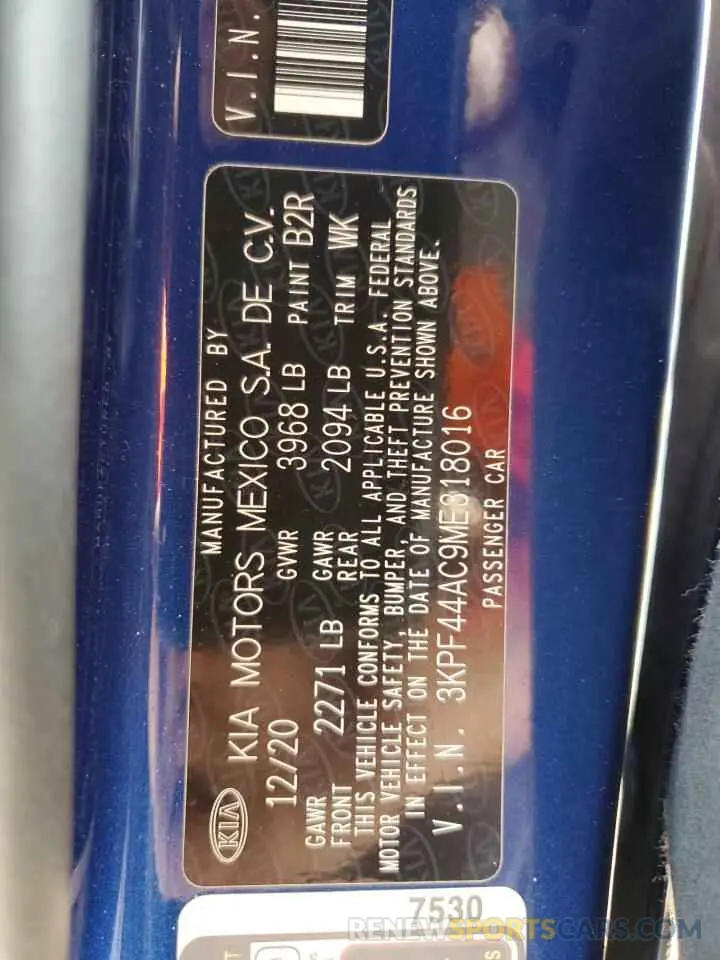 V.I.N.
MANUFACTURED BY
KIA KIA MOTORS MEXICO S.A. DE C.V.
12/20 GVWR 3968 LB PAINT B2R
GAWR FRONT 2271 LB GAWR REAR 2094 LB TRIM WK
THIS VEHICLE CONFORMS TO ALL APPLICABLE U.S.A. FEDERAL
MOTOR VEHICLE SAFETY, BUMPER, AND THEFT PREVENTION STANDARDS
IN EFFECT ON THE DATE OF MANUFACTURE SHOWN ABOVE.
V.I.N. 3KPF44AC9ME318016
PASSENGER CAR
7530
RENEWSPORTSCARS.COM